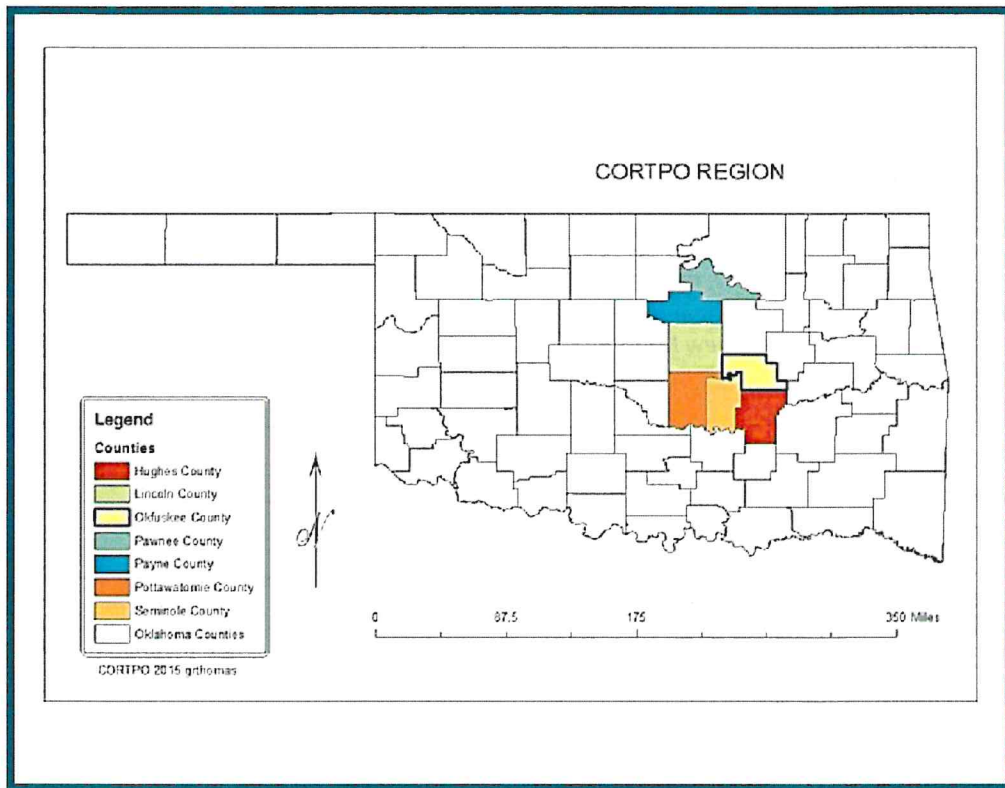 CORTPO REGION
Legend
Counties
Hughes County
Lincoln County
Okfuskee County
Pawnee County
Payne County
Pottawatomie County
Seminole County
Oklahoma Counties
CORTPO 2015 grthomas
N
0 87.5 175 350 Miles